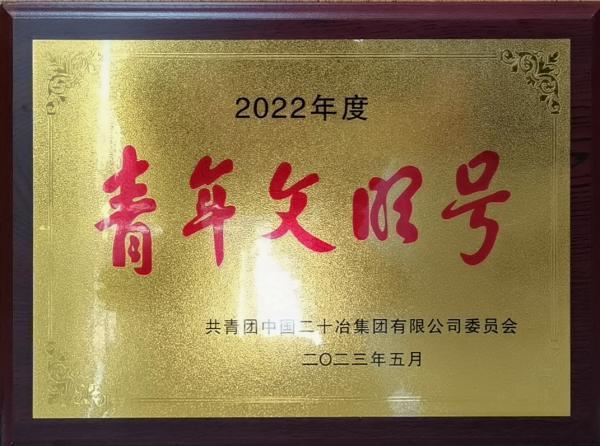 2022年度
青年文明号
共青团中国二十冶集团有限公司委员会
二〇二三年五月